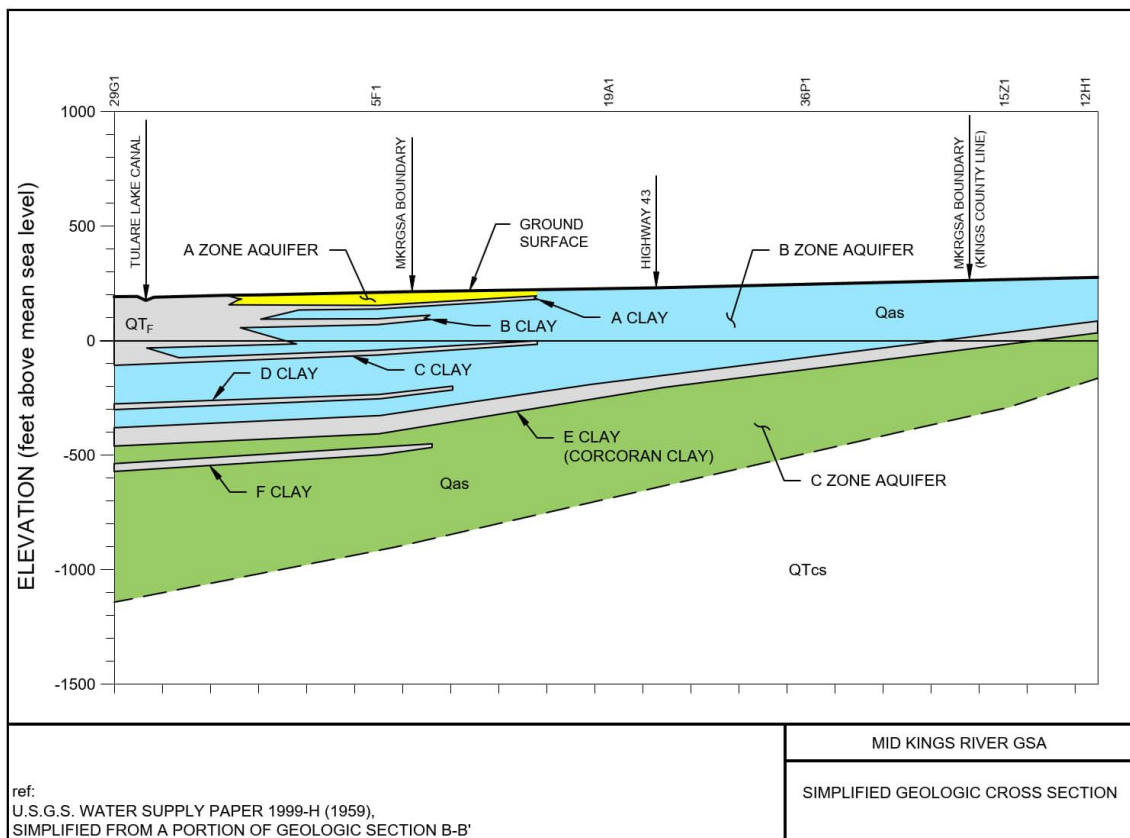 29G1
5F1
19A1
36P1
15Z1
12H1
1000
500
0
-500
-1000
-1500
ELEVATION (feet above mean sea level)
TULARE LAKE CANAL
MKRGSA BOUNDARY
HIGHWAY 43
MKRGSA BOUNDARY
(KINGS COUNTY LINE)
GROUND
SURFACE
A ZONE AQUIFER
B ZONE AQUIFER
QTF
Qas
A CLAY
B CLAY
C CLAY
D CLAY
E CLAY
(CORCORAN CLAY)
F CLAY
Qas
C ZONE AQUIFER
QTcs
ref:
U.S.G.S. WATER SUPPLY PAPER 1999-H (1959),
SIMPLIFIED FROM A PORTION OF GEOLOGIC SECTION B-B'
MID KINGS RIVER GSA
SIMPLIFIED GEOLOGIC CROSS SECTION